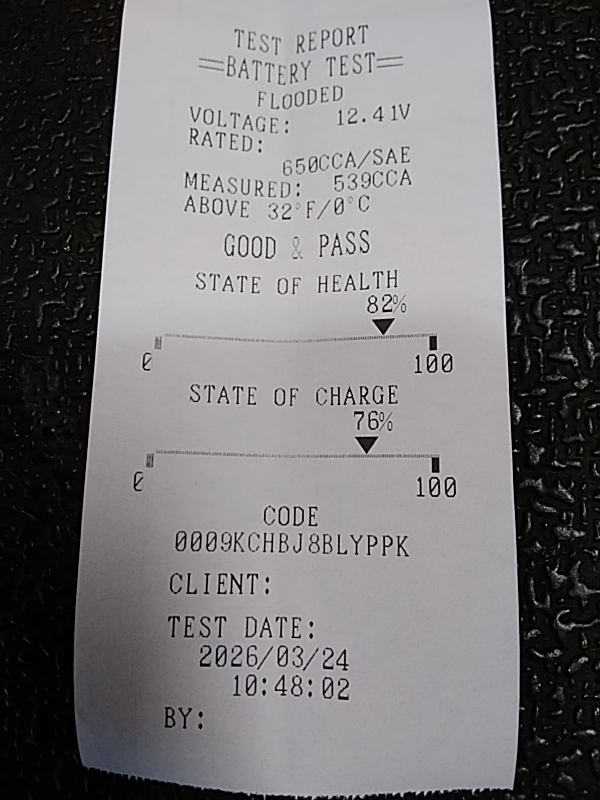 TEST REPORT
==BATTERY TEST==
FLOODED
VOLTAGE: 12.41V
RATED:
650CCA/SAE
MEASURED: 539CCA
ABOVE 32°F/0°C
GOOD & PASS
STATE OF HEALTH
82%
0 100
STATE OF CHARGE
76%
0 100
CODE
0009KCHBJ8BLYPPK
CLIENT:
TEST DATE:
2026/03/24
10:48:02
BY: